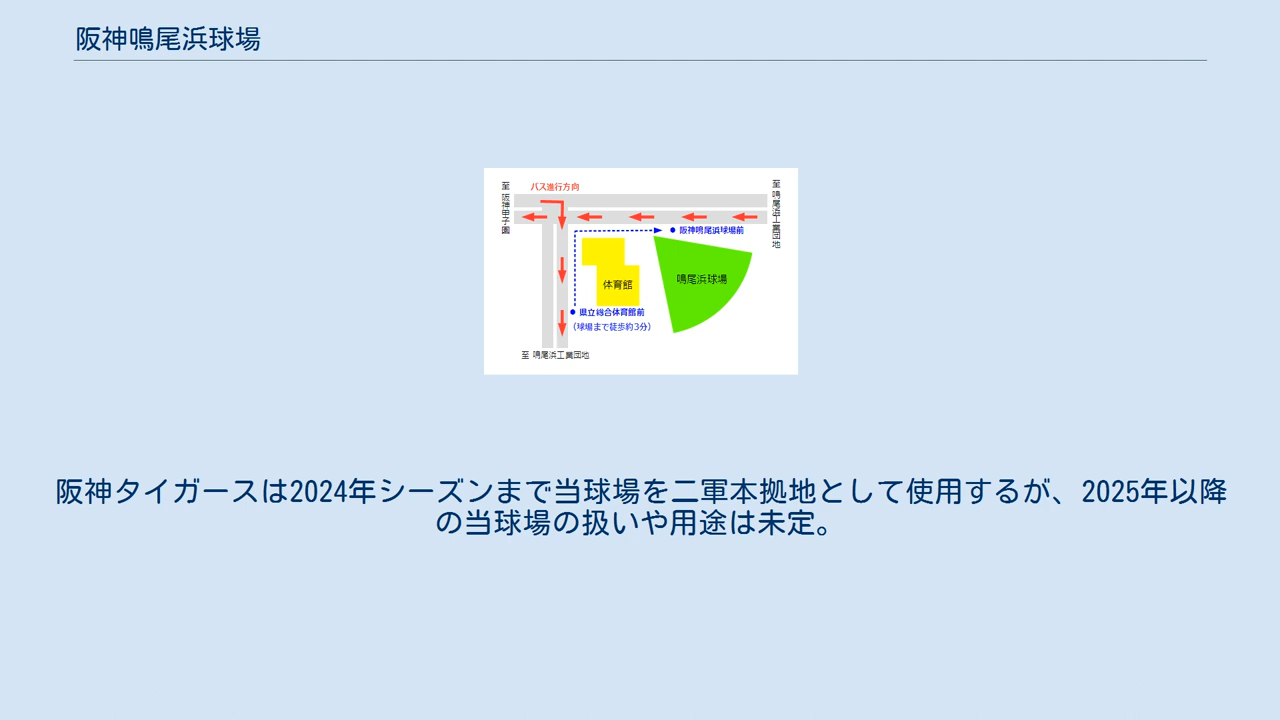 阪神鳴尾浜球場
至 阪神甲子園
バス進行方向
至 鳴尾浜工業団地
阪神鳴尾浜球場前
鳴尾浜球場
体育館
県立総合体育館前
（球場まで徒歩約3分）
至 鳴尾浜工業団地
阪神タイガースは2024年シーズンまで当球場を二軍本拠地として使用するが、2025年以降
の当球場の扱いや用途は未定。